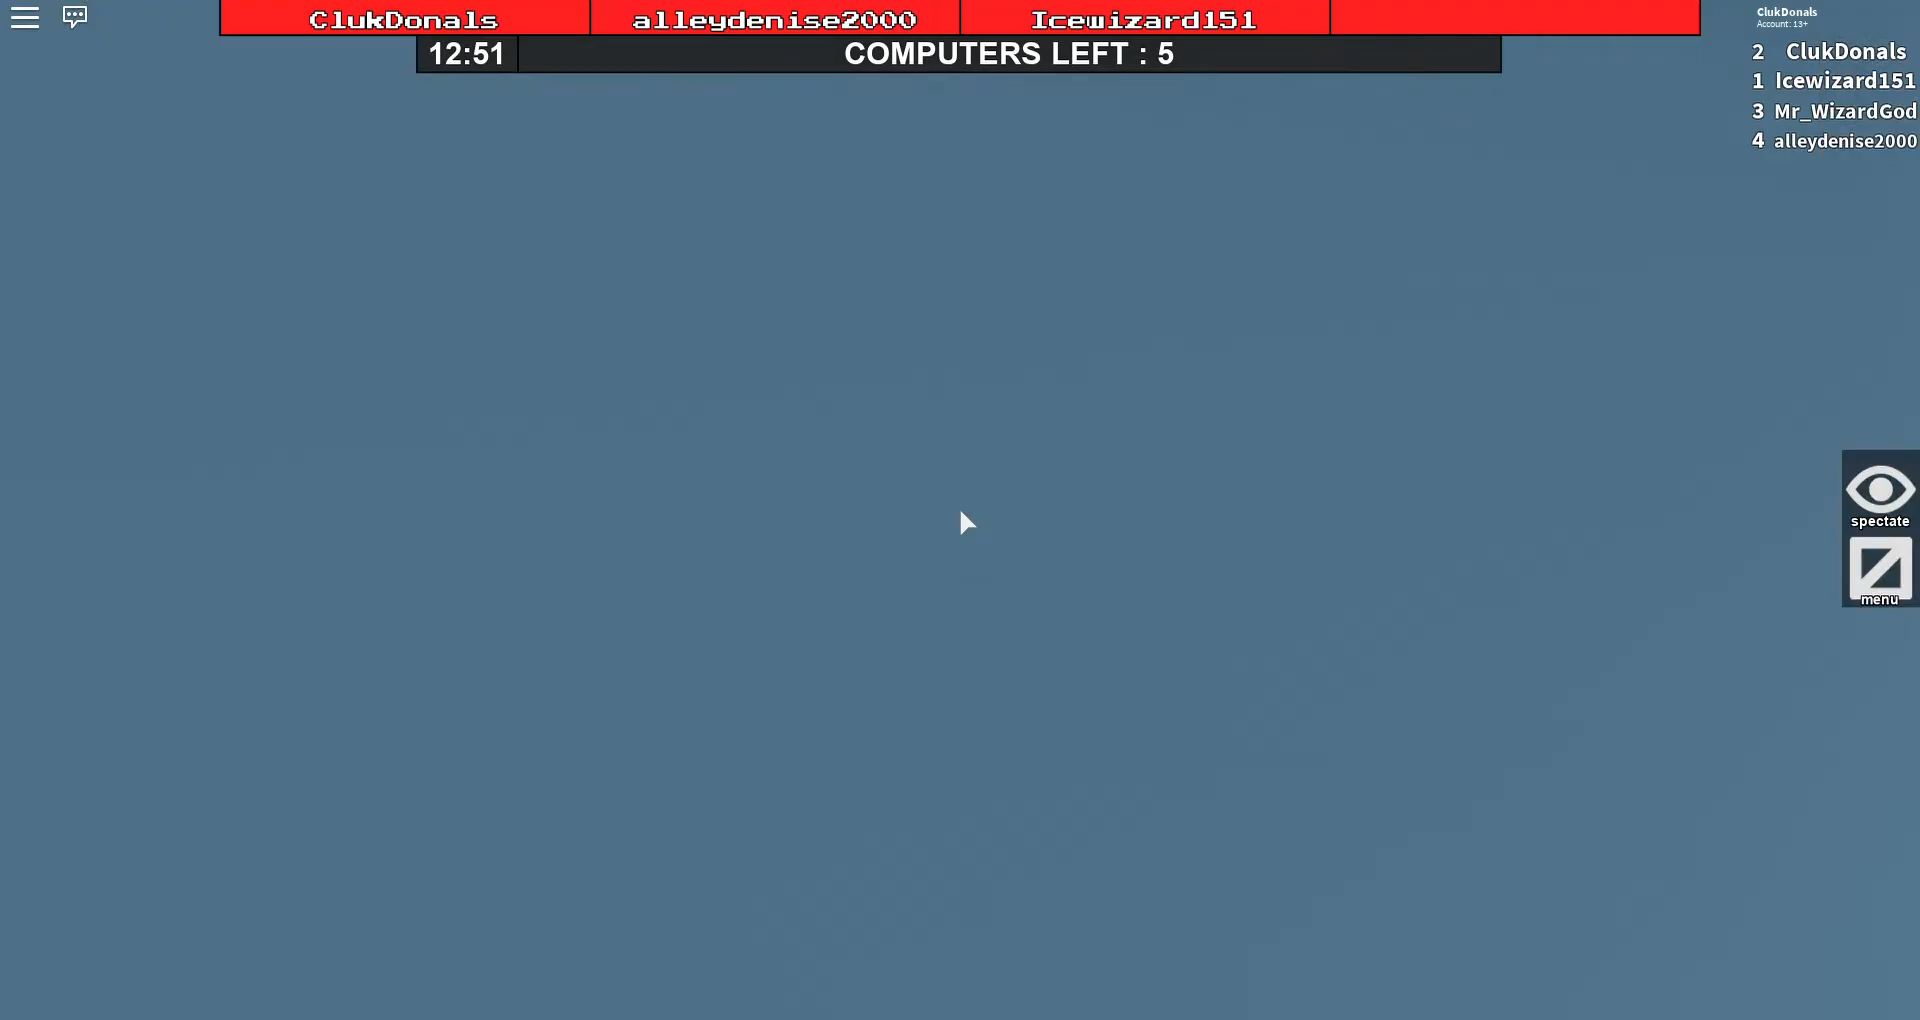 ClukDonals alleydenise2000 Icewizard151
12:51 COMPUTERS LEFT : 5
ClukDonals
Account: 13+
2 ClukDonals
1 Icewizard151
3 Mr_WizardGod
4 alleydenise2000
spectate
menu